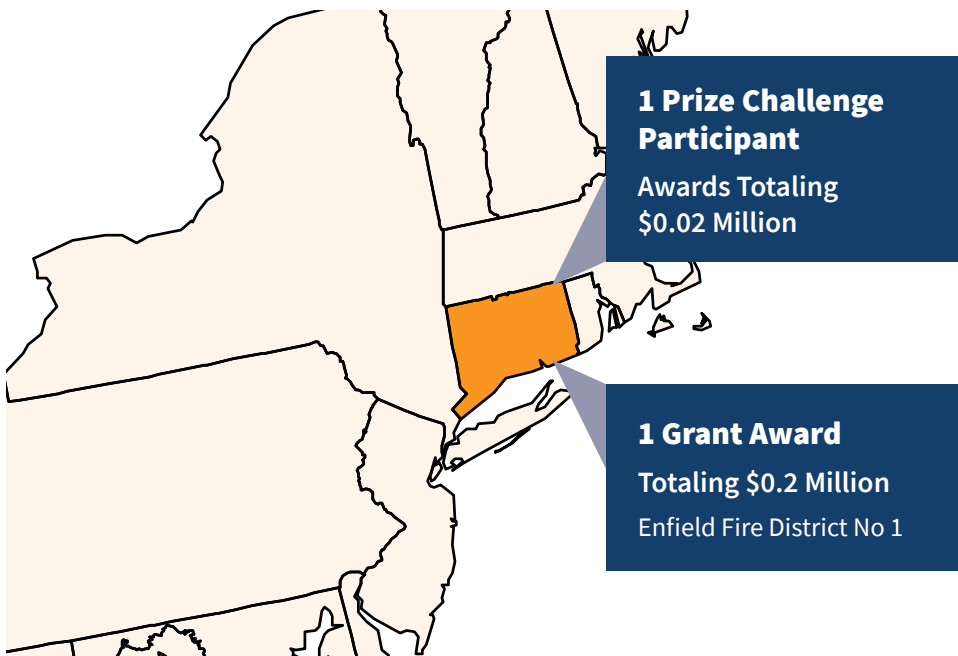 1 Prize Challenge
Participant
Awards Totaling
$0.02 Million
1 Grant Award
Totaling $0.2 Million
Enfield Fire District No 1